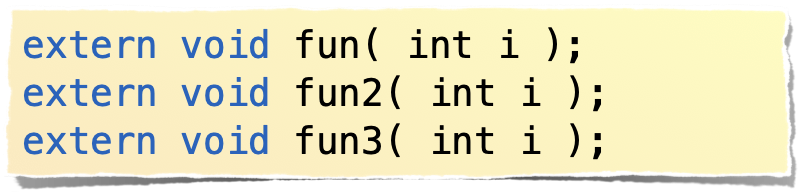 extern void fun( int i );
extern void fun2( int i );
extern void fun3( int i );